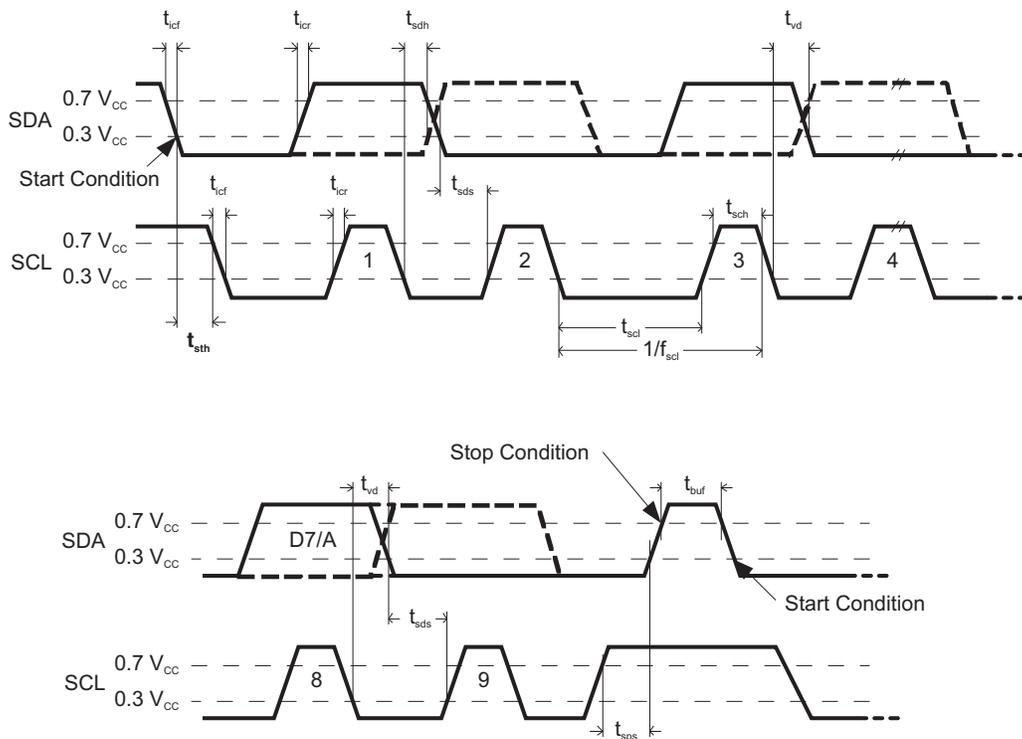 t_icf t_icr t_sdh t_vd
0.7 V_CC
SDA
0.3 V_CC
Start Condition
t_icf t_icr t_sds t_sch
0.7 V_CC
SCL 1 2 3 4
0.3 V_CC
t_sth t_scl
1/f_scl
Stop Condition
t_vd t_buf
0.7 V_CC
SDA D7/A
0.3 V_CC
Start Condition
t_sds
0.7 V_CC
SCL 8 9
0.3 V_CC
t_sps